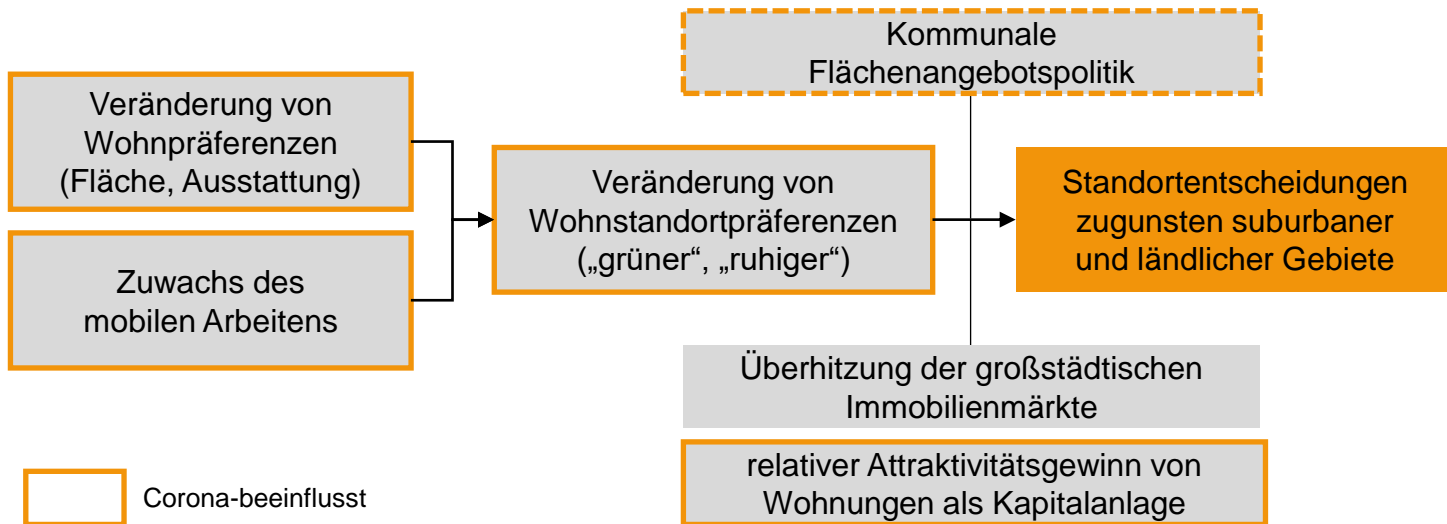 Kommunale
Flächenangebotspolitik
Veränderung von
Wohnpräferenzen
(Fläche, Ausstattung)
Zuwachs des
mobilen Arbeitens
Veränderung von
Wohnstandortpräferenzen
(„grüner“, „ruhiger“)
Standortentscheidungen
zugunsten suburbaner
und ländlicher Gebiete
Überhitzung der großstädtischen
Immobilienmärkte
relativer Attraktivitätsgewinn von
Wohnungen als Kapitalanlage
Corona-beeinflusst